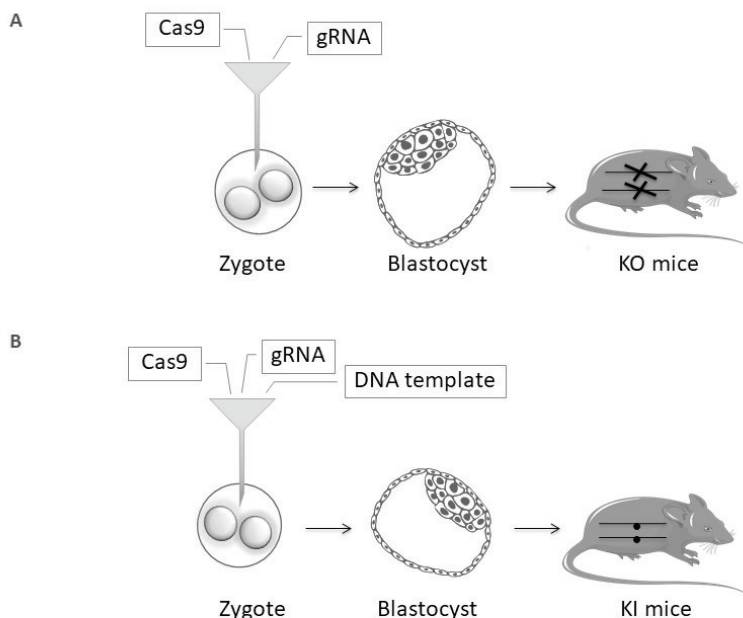 A
Cas9
gRNA
Zygote
Blastocyst
KO mice
B
Cas9
gRNA
DNA template
Zygote
Blastocyst
KI mice